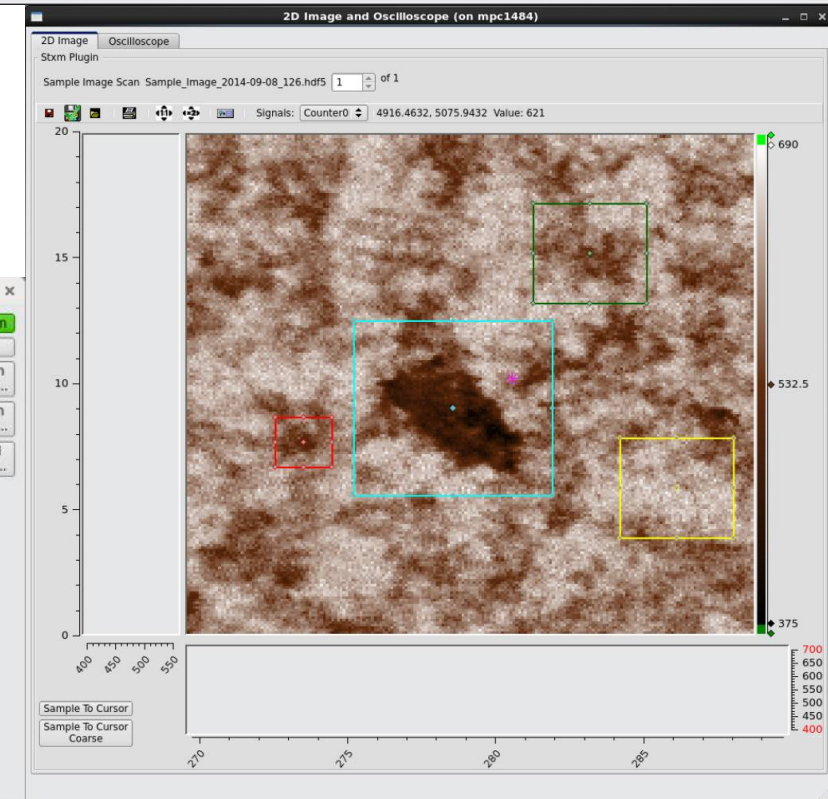 2D Image and Oscilloscope (on mpc1484)
2D Image Oscilloscope
Stxm Plugin
Sample Image Scan Sample_Image_2014-09-08_126.hdf5 1 of 1
Signals: Counter0 4916.4632, 5075.9432 Value: 621
20
690
15
10
532.5
5
375
0
400 450 500 550
700
650
600
550
500
450
400
Sample To Cursor
Sample To Cursor
Coarse
270 275 280 285